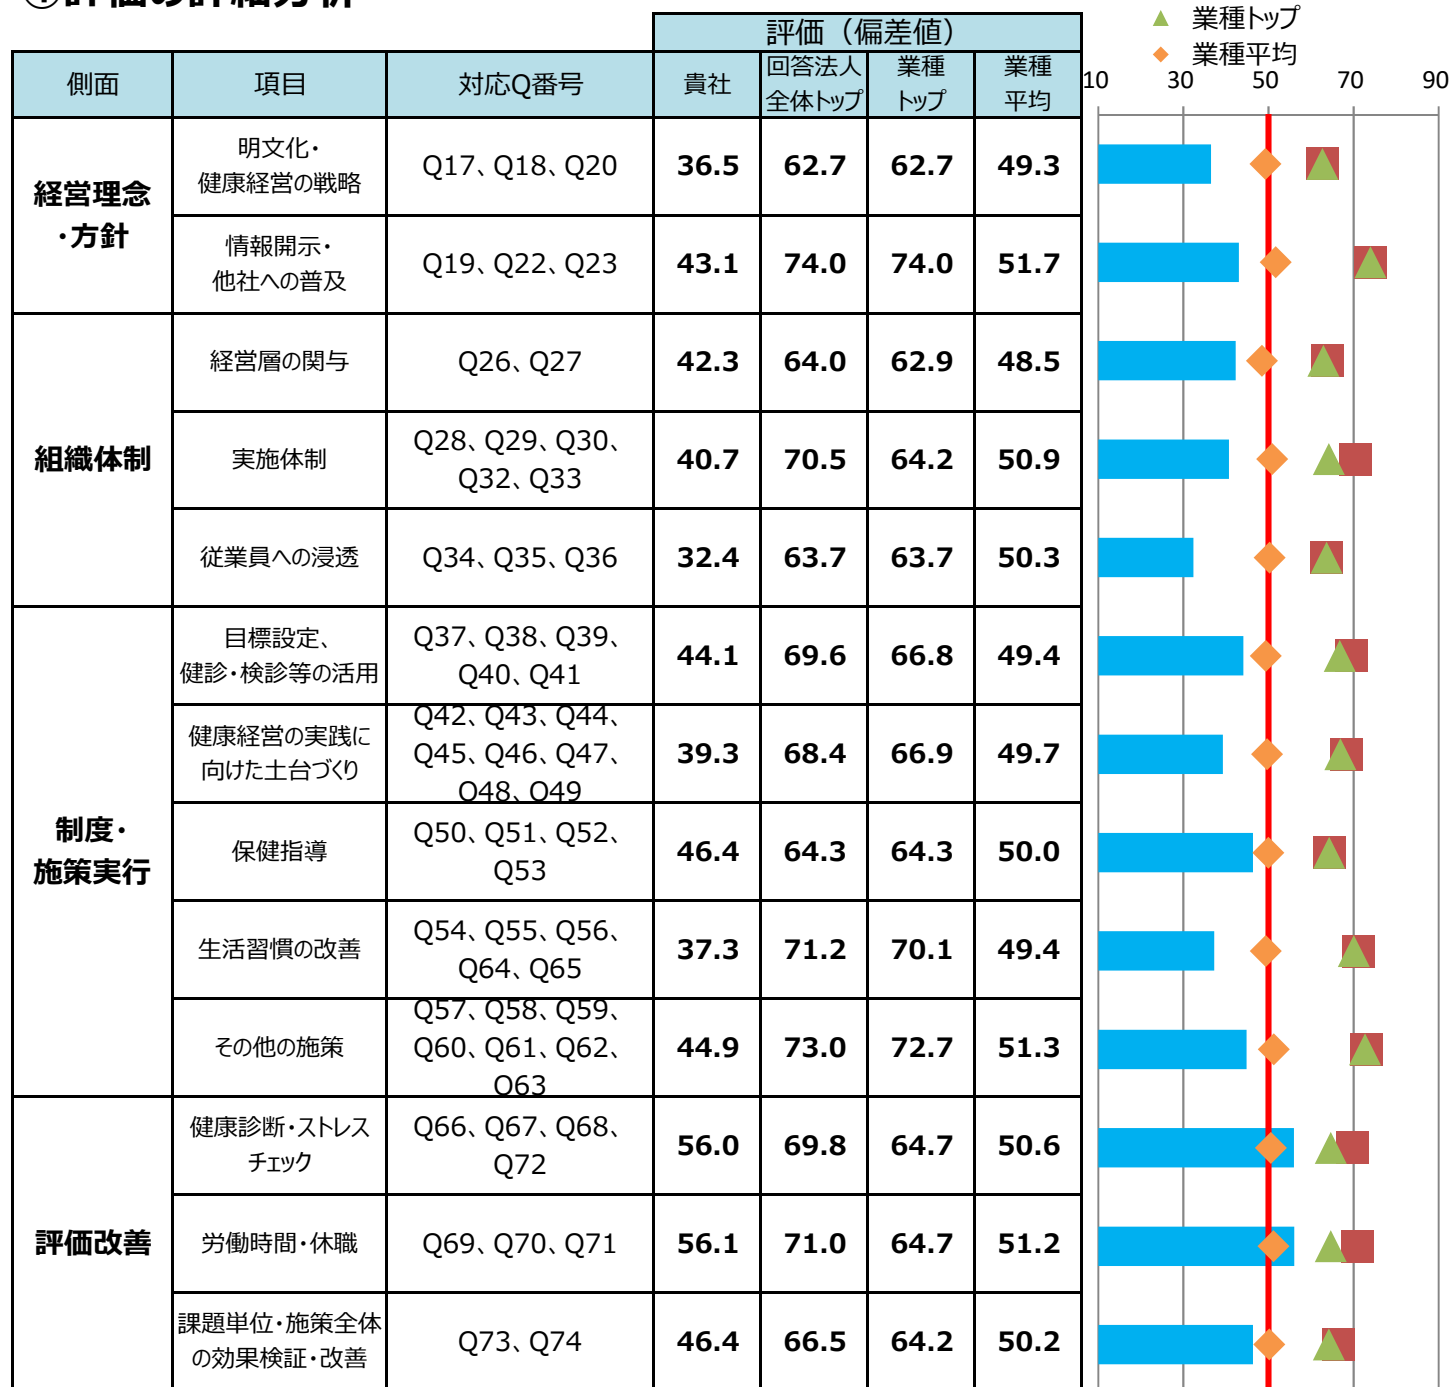 ①評価の詳細分析
▲ 業種トップ
◆ 業種平均
評価（偏差値）
側面 項目 対応Q番号 貴社 回答法人 業種 業種
全体トップ トップ 平均
10 30 50 70 90
経営理念
・方針
明文化・
健康経営の戦略
Q17、Q18、Q20
36.5 62.7 62.7 49.3
情報開示・
他社への普及
Q19、Q22、Q23
43.1 74.0 74.0 51.7
組織体制
経営層の関与
Q26、Q27
42.3 64.0 62.9 48.5
実施体制
Q28、Q29、Q30、
Q32、Q33
40.7 70.5 64.2 50.9
従業員への浸透
Q34、Q35、Q36
32.4 63.7 63.7 50.3
制度・
施策実行
目標設定、
健診・検診等の活用
Q37、Q38、Q39、
Q40、Q41
44.1 69.6 66.8 49.4
健康経営の実践に
向けた土台づくり
Q42、Q43、Q44、
Q45、Q46、Q47、
Q48、Q49
39.3 68.4 66.9 49.7
保健指導
Q50、Q51、Q52、
Q53
46.4 64.3 64.3 50.0
生活習慣の改善
Q54、Q55、Q56、
Q64、Q65
37.3 71.2 70.1 49.4
その他の施策
Q57、Q58、Q59、
Q60、Q61、Q62、
Q63
44.9 73.0 72.7 51.3
評価改善
健康診断・ストレス
チェック
Q66、Q67、Q68、
Q72
56.0 69.8 64.7 50.6
労働時間・休職
Q69、Q70、Q71
56.1 71.0 64.7 51.2
課題単位・施策全体
の効果検証・改善
Q73、Q74
46.4 66.5 64.2 50.2